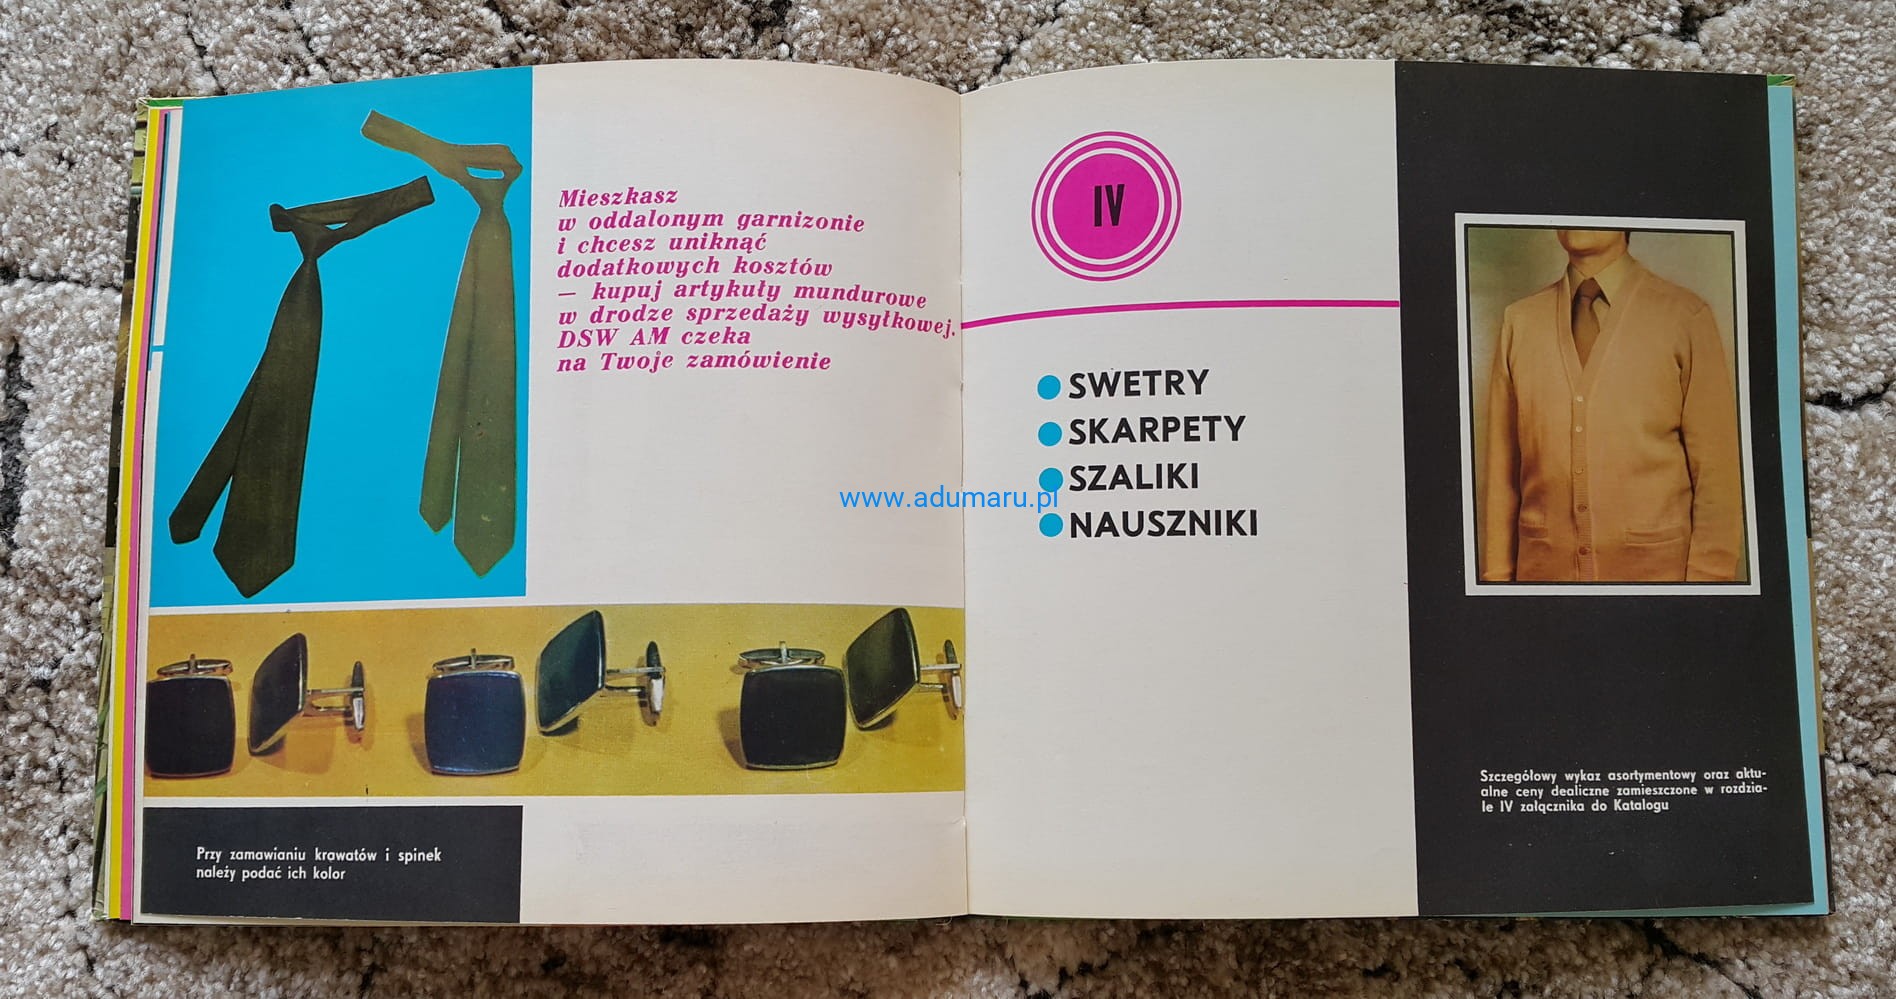 Mieszkasz
w oddalonym garnizonie
i chcesz uniknąć
dodatkowych kosztów
— kupuj artykuły mundurowe
w drodze sprzedaży wysyłkowej.
DSW AM czeka
na Twoje zamówienie
Przy zamawianiu krawatów i spinek
należy podać ich kolor
IV
SWETRY
SKARPETY
SZALIKI
NAUSZNIKI
Szczegółowy wykaz asortymentowy oraz aktu-
alne ceny dealiczne zamieszczone w rozdzia-
le IV załącznika do Katalogu
www.adumaru.pl